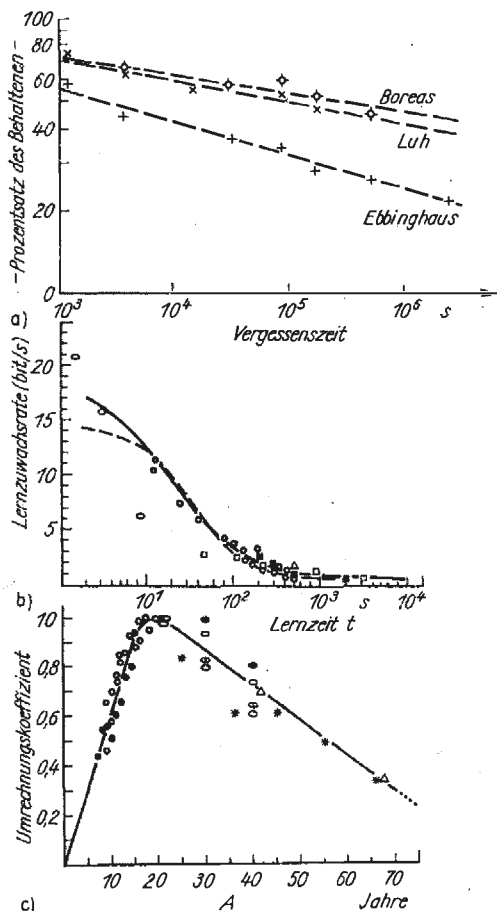 -Prozentsatz des Behaltenen-
100
80
60
40
20
0
Boreas
Luh
Ebbinghaus
10³ 10⁴ 10⁵ 10⁶ s
Vergessenszeit
a)
Lernzuwachsrate (bit/s)
20
15
10
5
10¹ 10² 10³ s 10⁴
Lernzeit t
b)
Umrechnungskoeffizient
1,0
0,8
0,6
0,4
0,2
10 20 30 40 50 60 70
A Jahre
c)